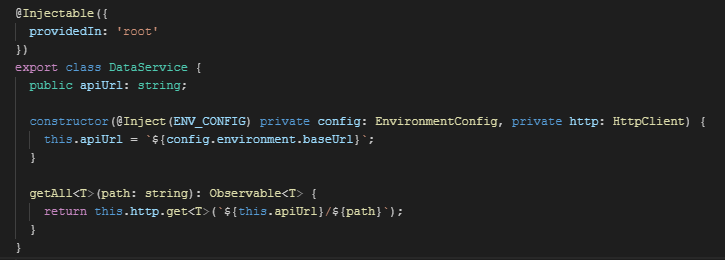 @Injectable({
  providedIn: 'root'
})
export class DataService {
  public apiUrl: string;
  constructor(@Inject(ENV_CONFIG) private config: EnvironmentConfig, private http: HttpClient) {
    this.apiUrl = `${config.environment.baseUrl}`;
  }
  getAll<T>(path: string): Observable<T> {
    return this.http.get<T>(`${this.apiUrl}/${path}`);
  }
}